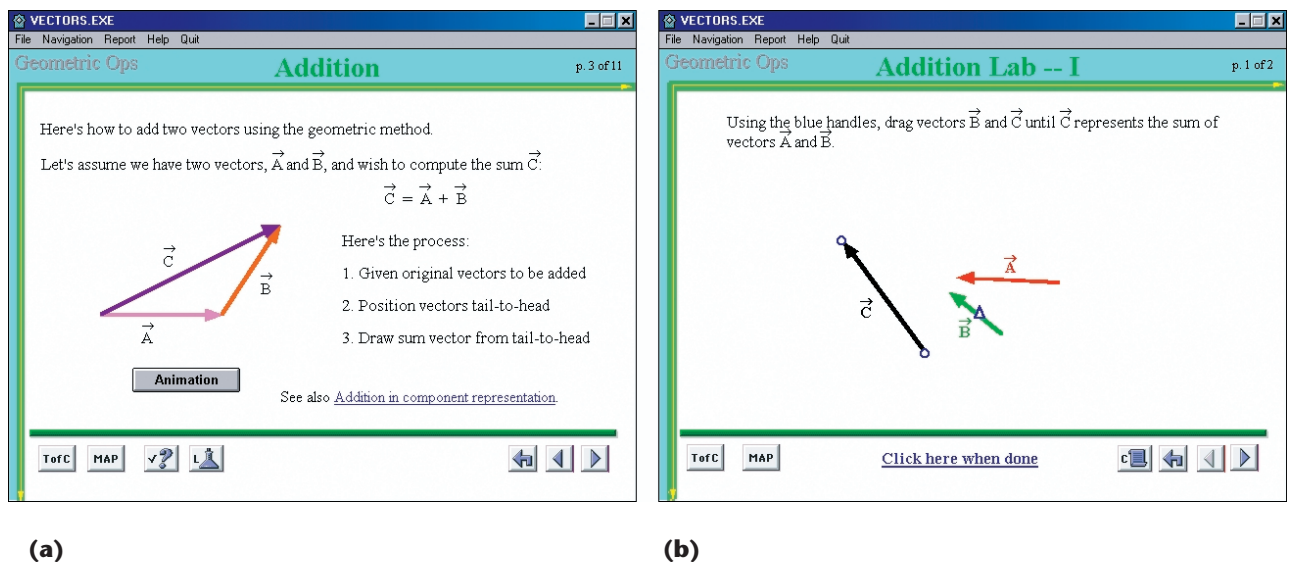 VECTORS.EXE
File Navigation Report Help Quit
Geometric Ops
Addition
p. 3 of 11
Here's how to add two vectors using the geometric method.
Let's assume we have two vectors, A⃗ and B⃗, and wish to compute the sum C⃗:
C⃗ = A⃗ + B⃗
C⃗
B⃗
A⃗
Here's the process:
1. Given original vectors to be added
2. Position vectors tail-to-head
3. Draw sum vector from tail-to-head
Animation
See also Addition in component representation.
TofC MAP √? L
(a)
VECTORS.EXE
File Navigation Report Help Quit
Geometric Ops
Addition Lab -- I
p. 1 of 2
Using the blue handles, drag vectors B⃗ and C⃗ until C⃗ represents the sum of
vectors A⃗ and B⃗.
A⃗
C⃗
B⃗
TofC MAP Click here when done C
(b)